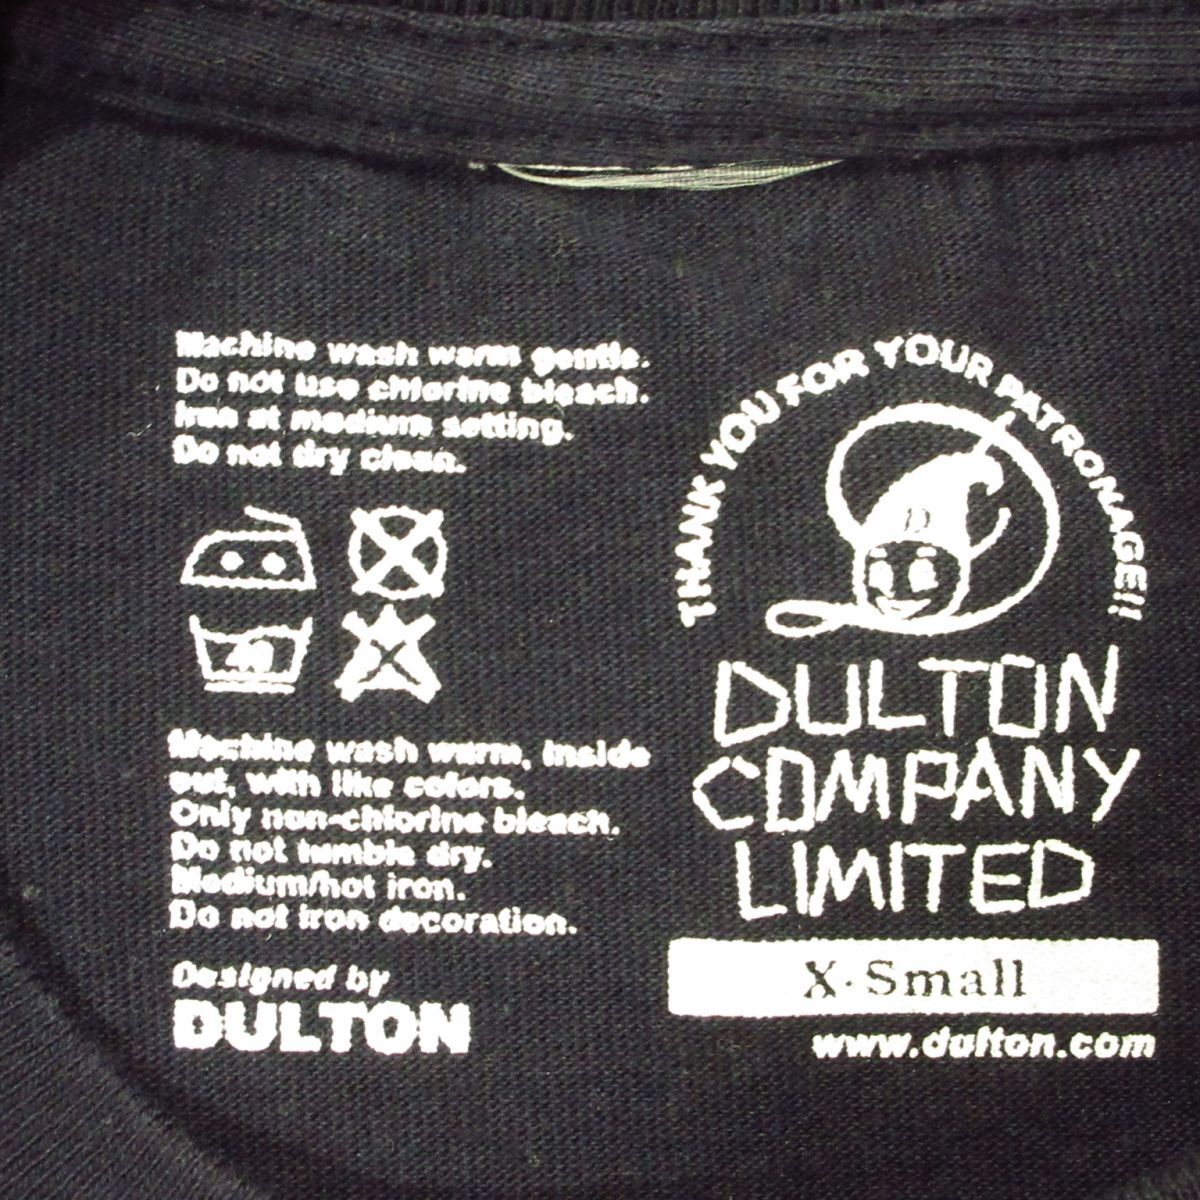 Machine wash warm gentle.
Do not use chlorine bleach.
Iron at medium setting.
Do not dry clean.
40
Machine wash warm, inside
out, with like colors.
Only non-chlorine bleach.
Do not tumble dry.
Medium/hot iron.
Do not iron decoration.
Designed by
DULTON
THANK YOU FOR YOUR PATRONAGE!!
D
DULTON
COMPANY
LIMITED
X-Small
www.dulton.com